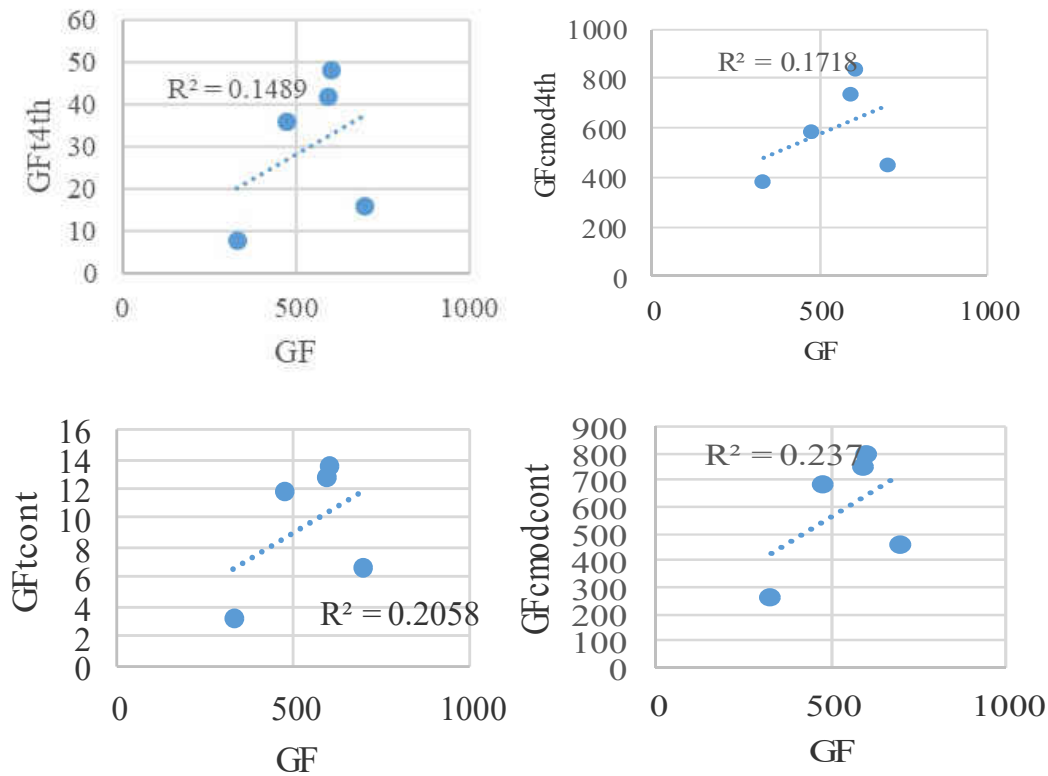 60
50
40
30
20
10
0
GFt4th
R² = 0.1489
0 500 1000
GF
1000
800
600
400
200
0
GFcmod4th
R² = 0.1718
0 500 1000
GF
16
14
12
10
8
6
4
2
0
GFtcont
R² = 0.2058
0 500 1000
GF
900
800
700
600
500
400
300
200
100
0
GFcmodcont
R² = 0.237
0 500 1000
GF